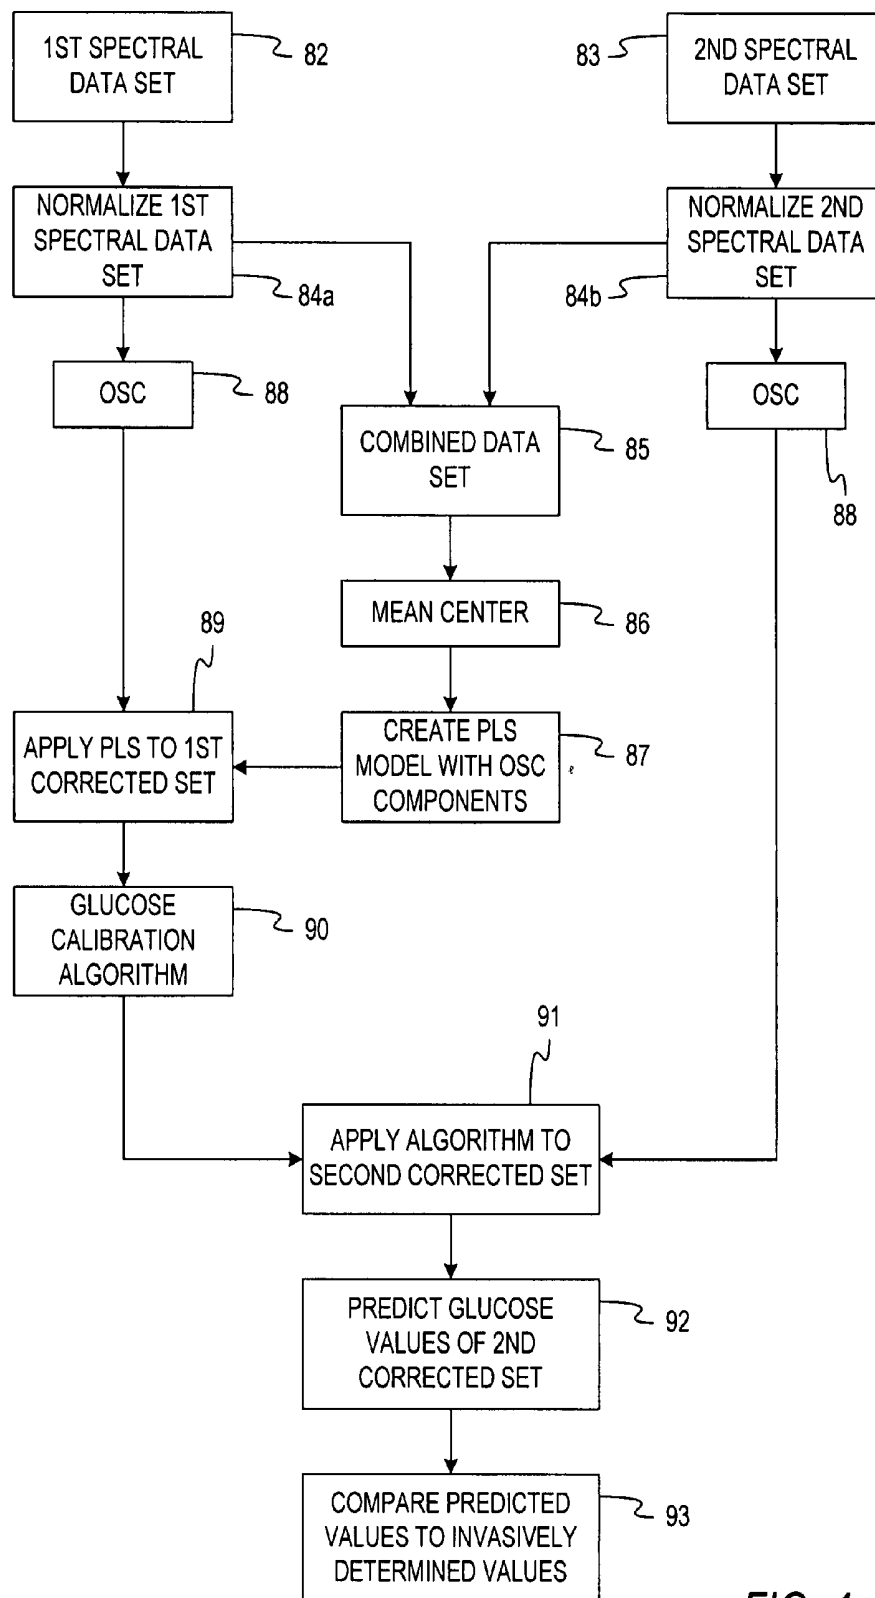 1ST SPECTRAL
DATA SET
82
83
2ND SPECTRAL
DATA SET
NORMALIZE 1ST
SPECTRAL DATA
SET
84a
NORMALIZE 2ND
SPECTRAL DATA
SET
84b
OSC
88
COMBINED DATA
SET
85
OSC
88
MEAN CENTER
86
89
APPLY PLS TO 1ST
CORRECTED SET
CREATE PLS
MODEL WITH OSC
COMPONENTS
87
GLUCOSE
CALIBRATION
ALGORITHM
90
91
APPLY ALGORITHM TO
SECOND CORRECTED SET
PREDICT GLUCOSE
VALUES OF 2ND
CORRECTED SET
92
COMPARE PREDICTED
VALUES TO INVASIVELY
DETERMINED VALUES
93